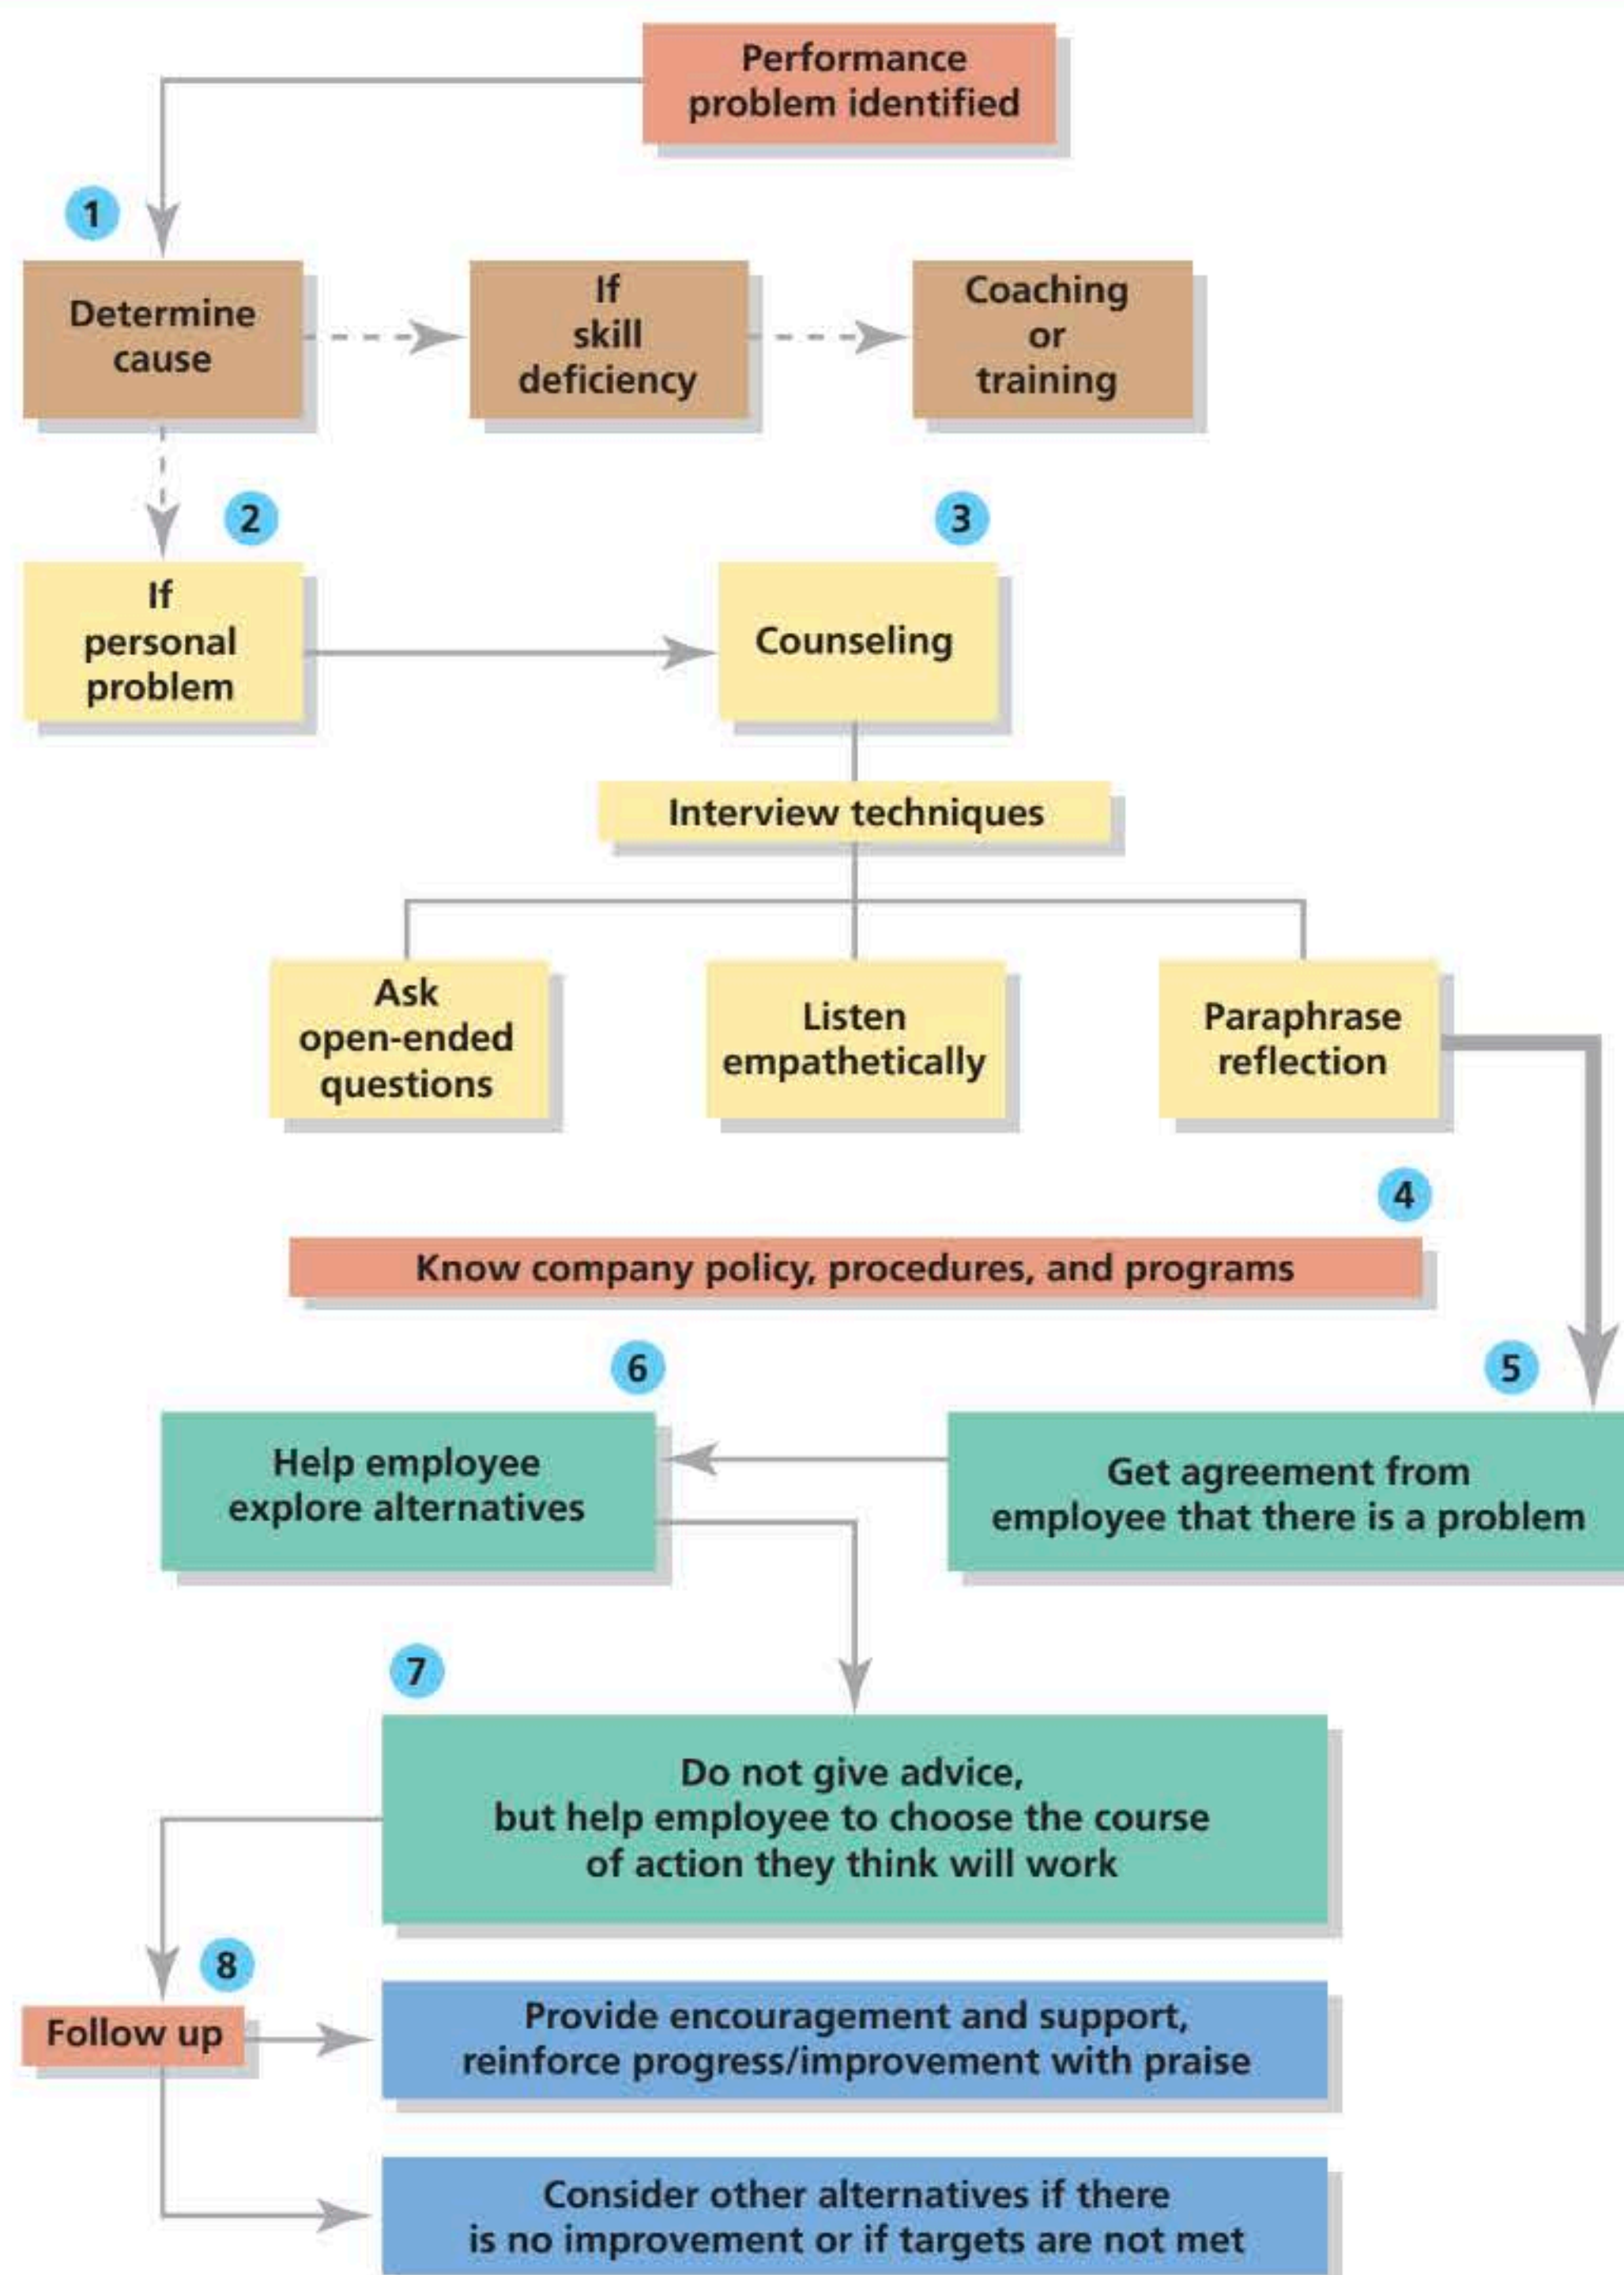 Performance
problem identified
1
Determine
cause
If
skill
deficiency
Coaching
or
training
2
If
personal
problem
3
Counseling
Interview techniques
Ask
open-ended
questions
Listen
empathetically
Paraphrase
reflection
4
Know company policy, procedures, and programs
5
Get agreement from
employee that there is a problem
6
Help employee
explore alternatives
7
Do not give advice,
but help employee to choose the course
of action they think will work
8
Follow up
Provide encouragement and support,
reinforce progress/improvement with praise
Consider other alternatives if there
is no improvement or if targets are not met